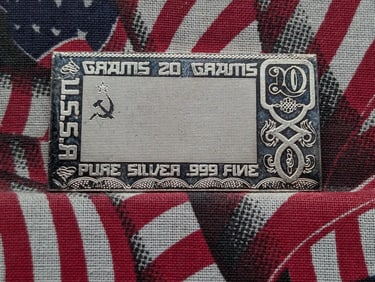 GRAMS 20 GRAMS
U.S.S.A
20
PURE SILVER .999 FINE